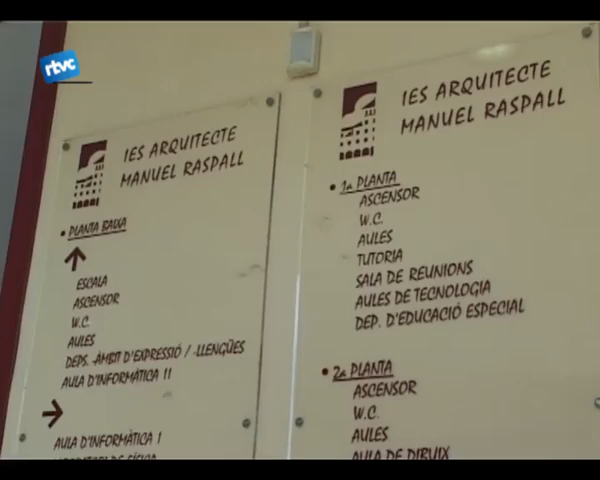 rtvc
IES ARQUITECTE
MANUEL RASPALL
• PLANTA BAIXA
↑
ESCALA
ASCENSOR
W.C.
AULES
DEPS. ÀMBIT D'EXPRESSIÓ / -LLENGÜES
AULA D'INFORMÀTICA 11
→
AULA D'INFORMÀTICA 1
IES ARQUITECTE
MANUEL RASPALL
• 1a PLANTA
ASCENSOR
W.C.
AULES
TUTORIA
SALA DE REUNIONS
AULES DE TECNOLOGIA
DEP. D'EDUCACIÓ ESPECIAL
• 2a PLANTA
ASCENSOR
W.C.
AULES
AULA DE DIBUIX